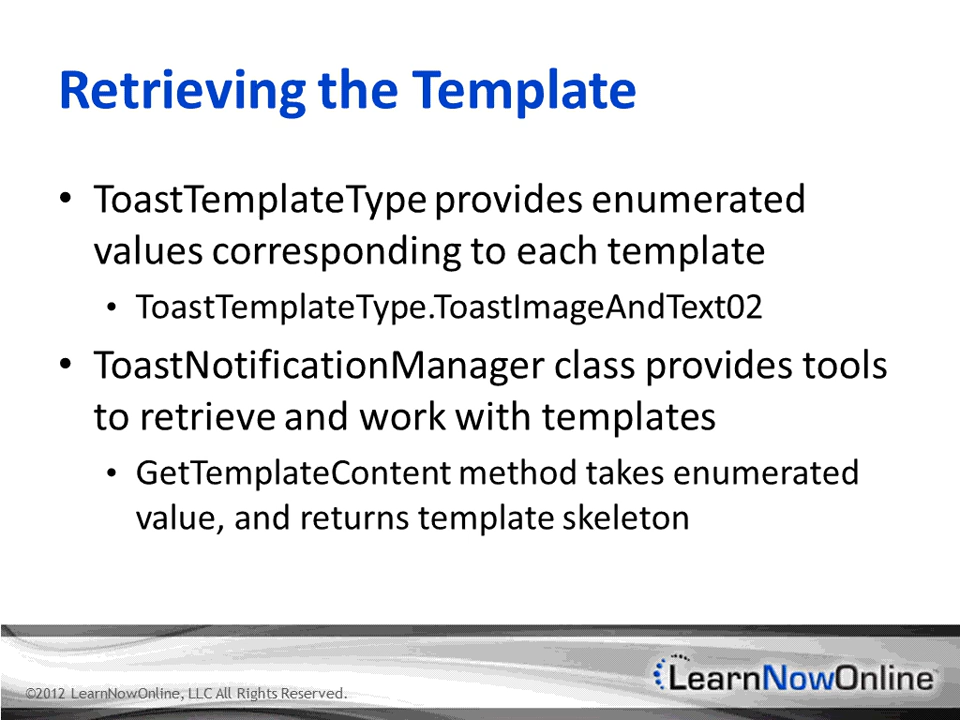 Retrieving the Template
• ToastTemplateType provides enumerated
values corresponding to each template
• ToastTemplateType.ToastImageAndText02
• ToastNotificationManager class provides tools
to retrieve and work with templates
• GetTemplateContent method takes enumerated
value, and returns template skeleton
©2012 LearnNowOnline, LLC All Rights Reserved.
LearnNowOnline